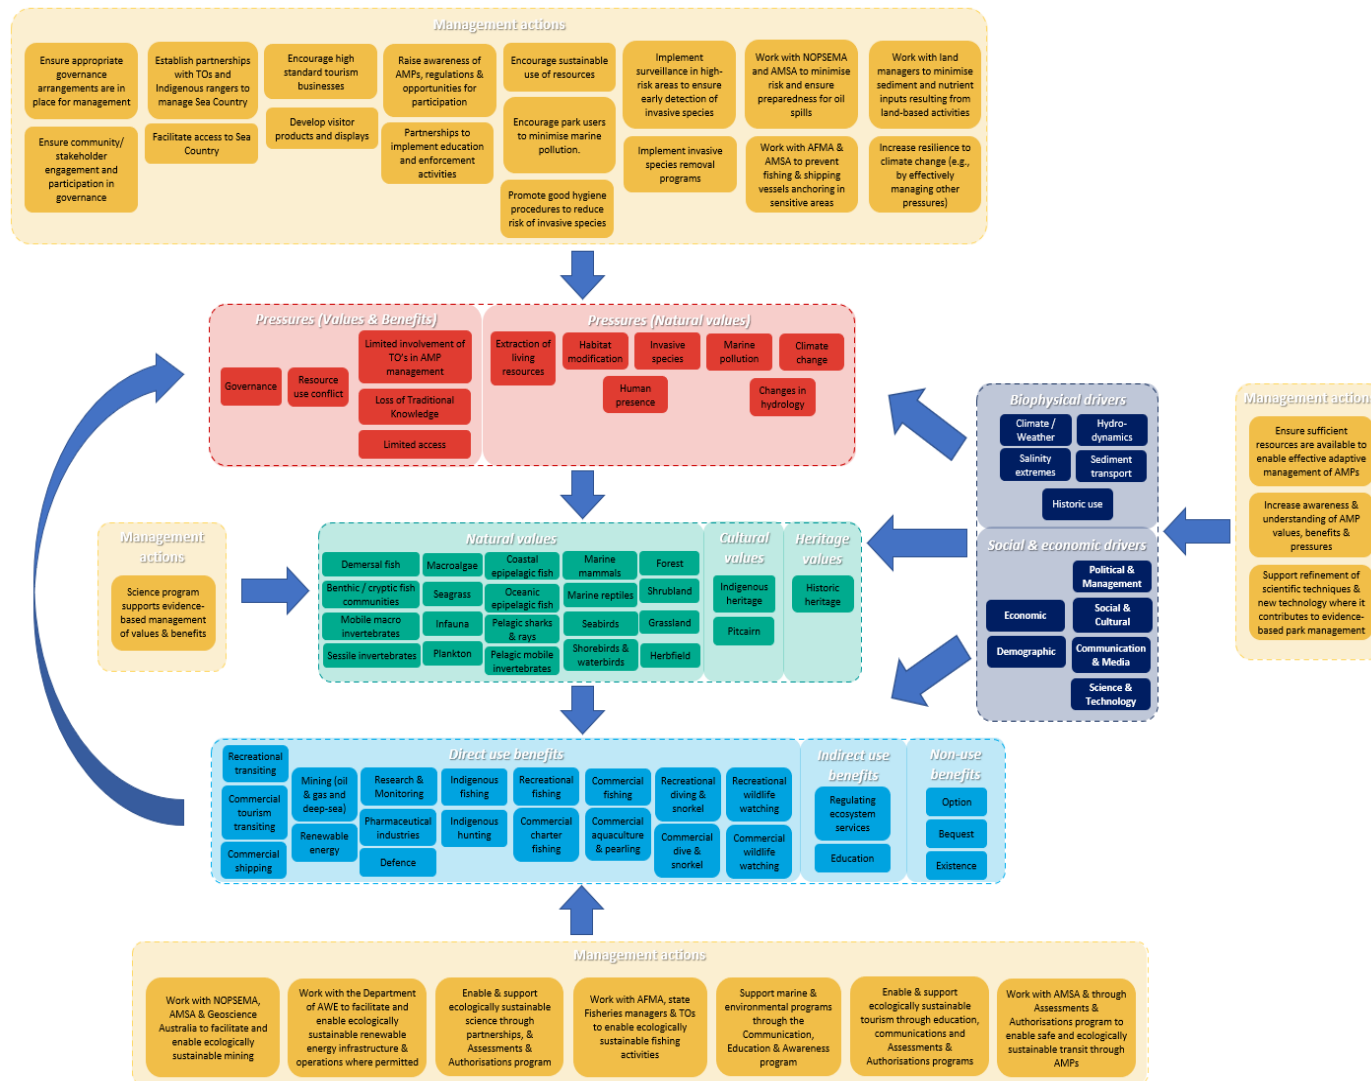 Management actions
Ensure appropriate
governance
arrangements are in
place for management
Ensure community/
stakeholder
engagement and
participation in
governance
Establish partnerships
with TOs and
Indigenous rangers to
manage Sea Country
Facilitate access to Sea
Country
Encourage high
standard tourism
businesses
Develop visitor
products and displays
Raise awareness of
AMPs, regulations &
opportunities for
participation
Partnerships to
implement education
and enforcement
activities
Encourage sustainable
use of resources
Encourage park users
to minimise marine
pollution.
Promote good hygiene
procedures to reduce
risk of invasive species
Implement
surveillance in high-
risk areas to ensure
early detection of
invasive species
Implement invasive
species removal
programs
Work with NOPSEMA
and AMSA to minimise
risk and ensure
preparedness for oil
spills
Work with AFMA &
AMSA to prevent
fishing & shipping
vessels anchoring in
sensitive areas
Work with land
managers to minimise
sediment and nutrient
inputs resulting from
land-based activities
Increase resilience to
climate change (e.g.,
by effectively
managing other
pressures)
Pressures (Values & Benefits)
Governance
Resource
use conflict
Limited involvement of
TO's in AMP
management
Loss of Traditional
Knowledge
Limited access
Pressures (Natural values)
Extraction of
living
resources
Habitat
modification
Invasive
species
Marine
pollution
Climate
change
Human
presence
Changes in
hydrology
Biophysical drivers
Climate /
Weather
Hydro-
dynamics
Salinity
extremes
Sediment
transport
Historic use
Social & economic drivers
Political &
Management
Economic
Social &
Cultural
Demographic
Communication
& Media
Science &
Technology
Management actions
Ensure sufficient
resources are available to
enable effective adaptive
management of AMPs
Increase awareness &
understanding of AMP
values, benefits &
pressures
Support refinement of
scientific techniques &
new technology where it
contributes to evidence-
based park management
Management
actions
Science program
supports evidence-
based management
of values & benefits
Natural values
Demersal fish
Benthic / cryptic fish
communities
Mobile macro
invertebrates
Sessile invertebrates
Macroalgae
Seagrass
Infauna
Plankton
Coastal
epipelagic fish
Oceanic
epipelagic fish
Pelagic sharks
& rays
Pelagic mobile
invertebrates
Marine
mammals
Marine reptiles
Seabirds
Shorebirds &
waterbirds
Forest
Shrubland
Grassland
Herbfield
Cultural
values
Indigenous
heritage
Pitcairn
Heritage
values
Historic
heritage
Direct use benefits
Recreational
transiting
Commercial
tourism
transiting
Commercial
shipping
Mining (oil
& gas and
deep-sea)
Renewable
energy
Research &
Monitoring
Pharmaceutical
industries
Defence
Indigenous
fishing
Indigenous
hunting
Recreational
fishing
Commercial
charter
fishing
Commercial
fishing
Commercial
aquaculture
& pearling
Recreational
diving &
snorkel
Commercial
dive &
snorkel
Recreational
wildlife
watching
Commercial
wildlife
watching
Indirect use
benefits
Regulating
ecosystem
services
Education
Non-use
benefits
Option
Bequest
Existence
Management actions
Work with NOPSEMA,
AMSA & Geoscience
Australia to facilitate and
enable ecologically
sustainable mining
Work with the Department
of AWE to facilitate and
enable ecologically
sustainable renewable
energy infrastructure &
operations where permitted
Enable & support
ecologically sustainable
science through
partnerships, &
Assessments &
Authorisations program
Work with AFMA, state
Fisheries managers & TOs
to enable ecologically
sustainable fishing
activities
Support marine &
environmental programs
through the
Communication,
Education & Awareness
program
Enable & support
ecologically sustainable
tourism through education,
communications and
Assessments &
Authorisations programs
Work with AMSA & through
Assessments &
Authorisations program to
enable safe and ecologically
sustainable transit through
AMPs